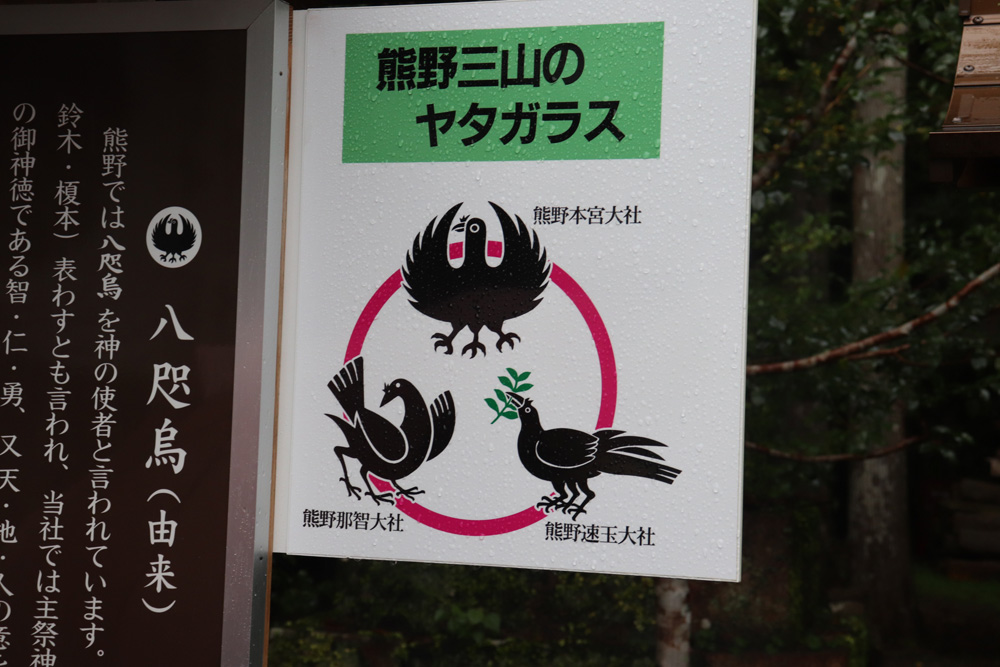 熊野三山の
ヤタガラス
熊野本宮大社
熊野那智大社
熊野速玉大社
八咫烏（由来）
熊野では八咫烏を神の使者と言われています。
鈴木・榎本）表わすとも言われ、当社では主祭神
の御神徳である智・仁・勇、又天・地・人の意を